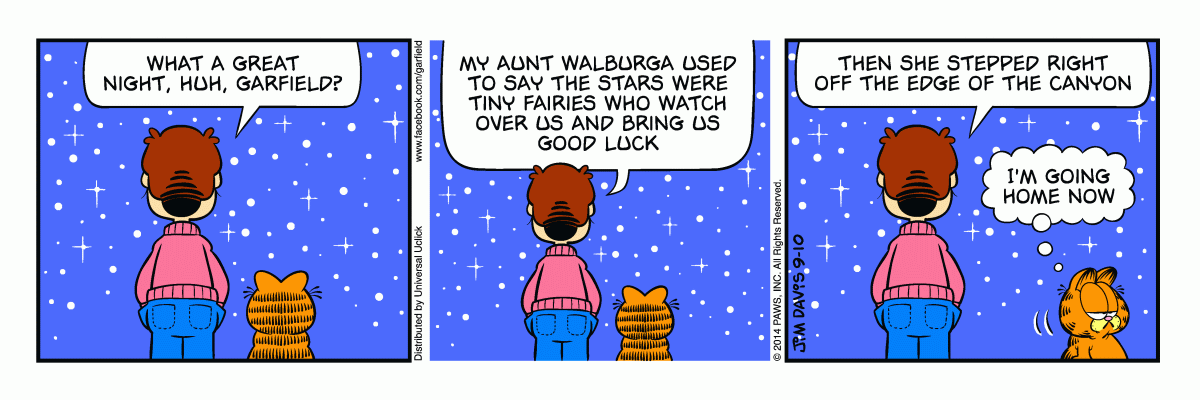 WHAT A GREAT
NIGHT, HUH, GARFIELD?
www.facebook.com/garfield
Distributed by Universal Uclick
MY AUNT WALBURGA USED
TO SAY THE STARS WERE
TINY FAIRIES WHO WATCH
OVER US AND BRING US
GOOD LUCK
© 2014 PAWS, INC. All Rights Reserved.
THEN SHE STEPPED RIGHT
OFF THE EDGE OF THE CANYON
I'M GOING
HOME NOW
JIM DAVIS 9-10